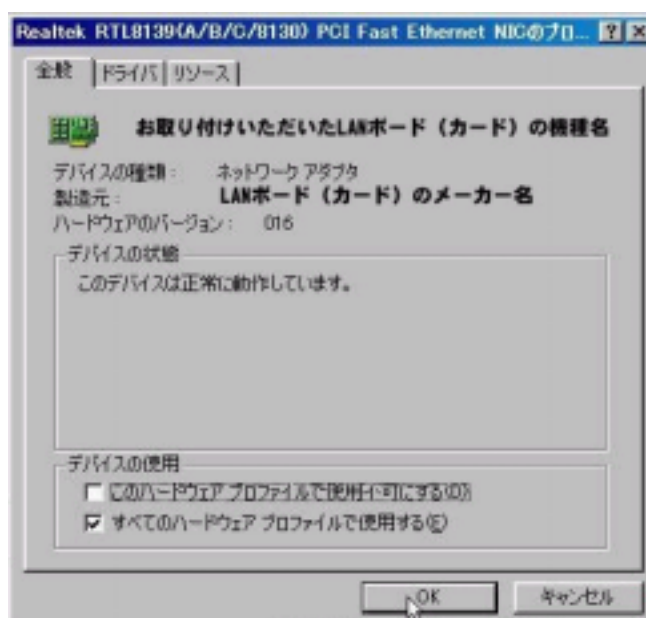 Realtek RTL8139(A/B/C/8130) PCI Fast Ethernet NICのプロ...
全般 ドライバ リソース
お取り付けいただいたLANボード(カード)の機種名
デバイスの種類: ネットワーク アダプタ
製造元: LANボード(カード)のメーカー名
ハードウェアのバージョン: 016
デバイスの状態
このデバイスは正常に動作しています。
デバイスの使用
このハードウェア プロファイルで使用不可にする(D)
すべてのハードウェア プロファイルで使用する(E)
OK キャンセル